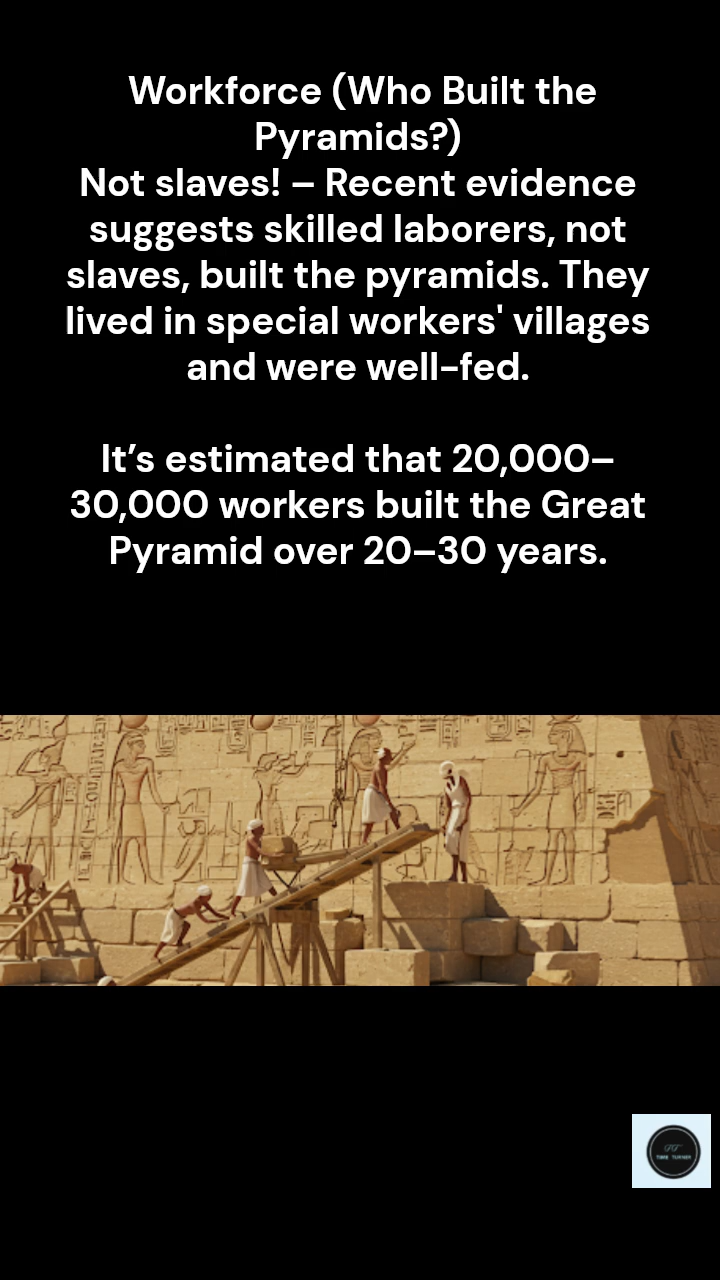 Workforce (Who Built the
Pyramids?)
Not slaves! – Recent evidence
suggests skilled laborers, not
slaves, built the pyramids. They
lived in special workers' villages
and were well-fed.
It’s estimated that 20,000–
30,000 workers built the Great
Pyramid over 20–30 years.
TIME TURNER